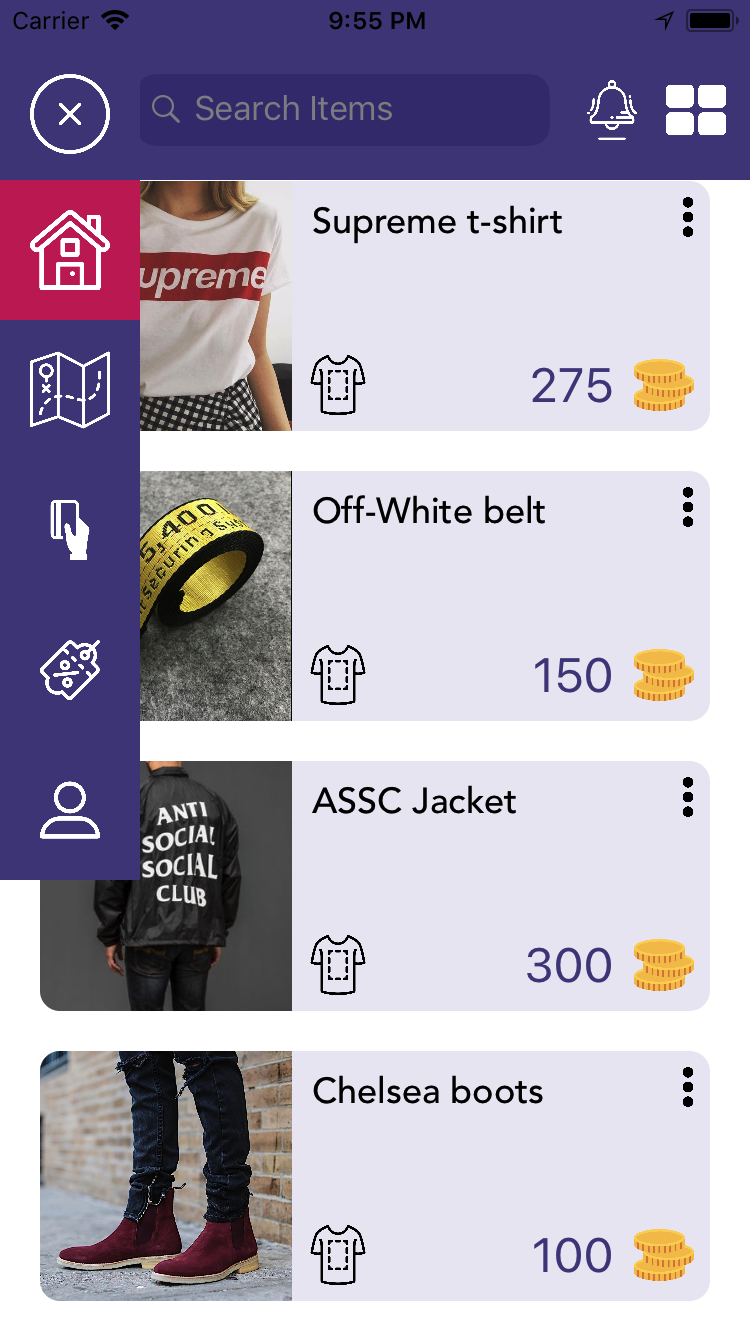 Carrier 9:55 PM
Search Items
Supreme t-shirt
upreme
275
Off-White belt
5,400
securing
150
ASSC Jacket
ANTI
SOCIAL
SOCIAL
CLUB
300
Chelsea boots
100